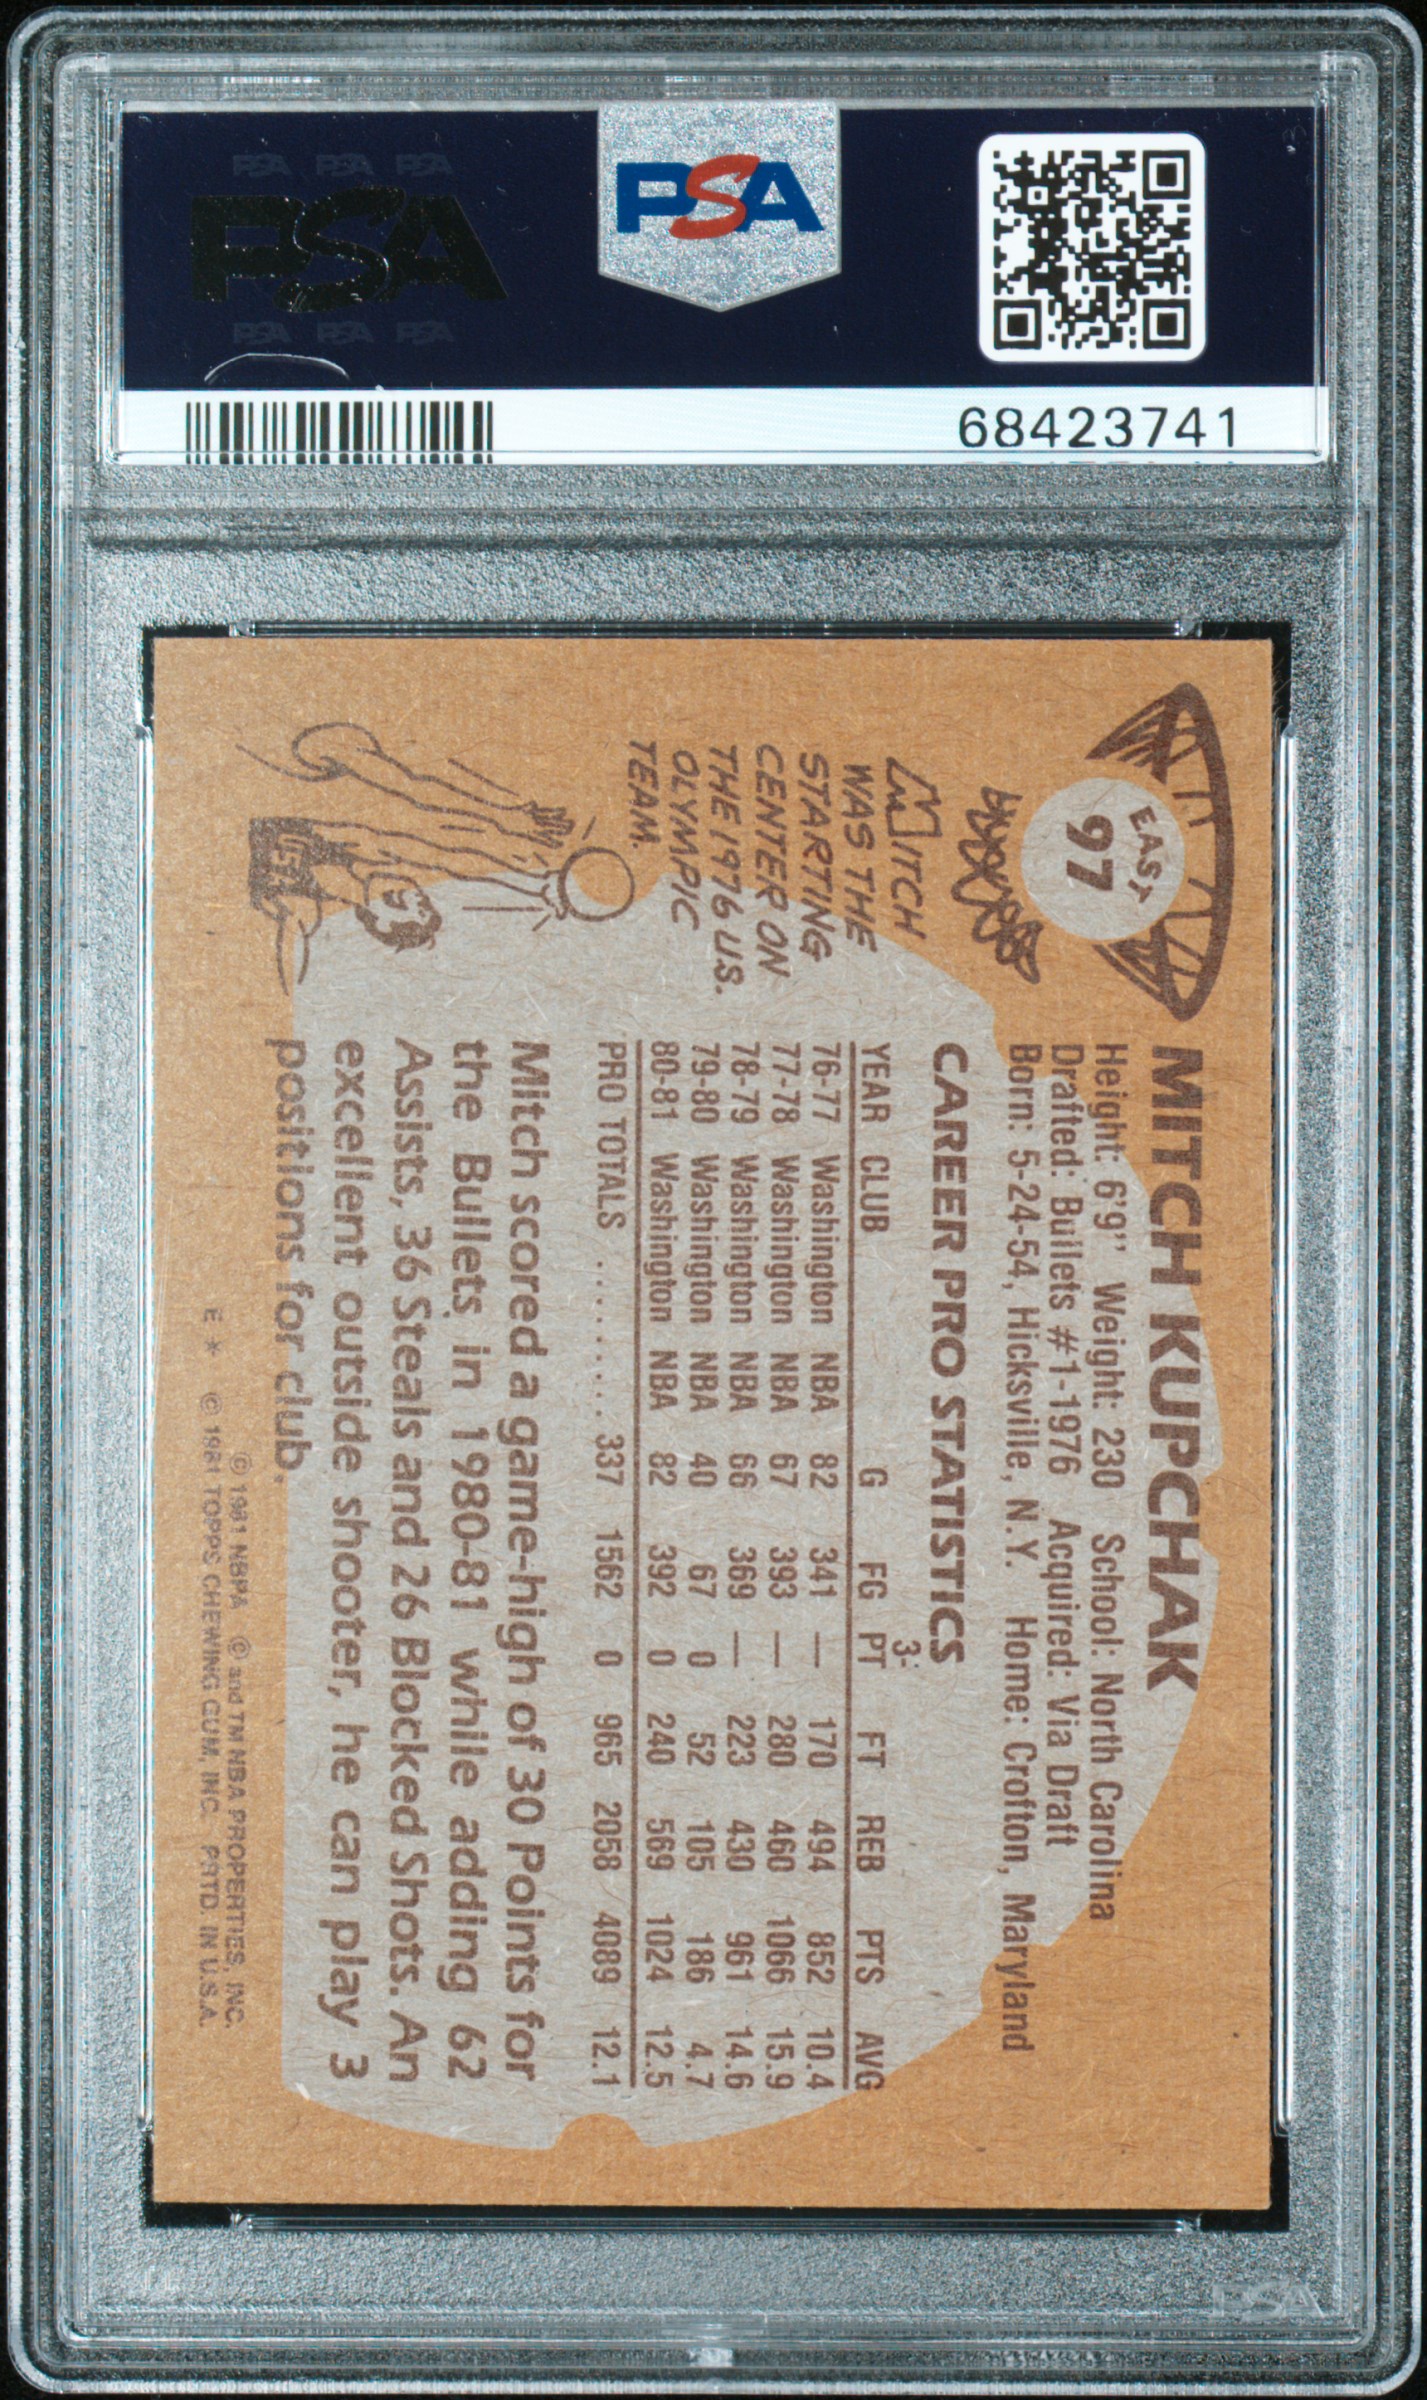 PSA PSA PSA
PSA
PSA PSA PSA
PSA
68423741
EAST
97
MITCH KUPCHAK
Height: 6'9" Weight: 230 School: North Carolina
Drafted: Bullets #1-1976 Acquired: Via Draft
Born: 5-24-54, Hicksville, N.Y. Home: Crofton, Maryland
CAREER PRO STATISTICS
3-
YEAR CLUB G FG PT FT REB PTS AVG
76-77 Washington NBA 82 341 — 170 494 852 10.4
77-78 Washington NBA 67 393 — 280 460 1066 15.9
78-79 Washington NBA 66 369 — 223 430 961 14.6
79-80 Washington NBA 40 67 0 52 105 186 4.7
80-81 Washington NBA 82 392 0 240 569 1024 12.5
PRO TOTALS ......... 337 1562 0 965 2058 4089 12.1
Mitch scored a game-high of 30 Points for
the Bullets in 1980-81 while adding 62
Assists, 36 Steals and 26 Blocked Shots. An
excellent outside shooter, he can play 3
positions for club.
MITCH
WAS THE
STARTING
CENTER ON
THE 1976 U.S.
OLYMPIC
TEAM.
USA
© 1981 NBPA © and TM NBA PROPERTIES, INC.
E * © 1981 TOPPS CHEWING GUM, INC. PRTD. IN U.S.A.
PSA